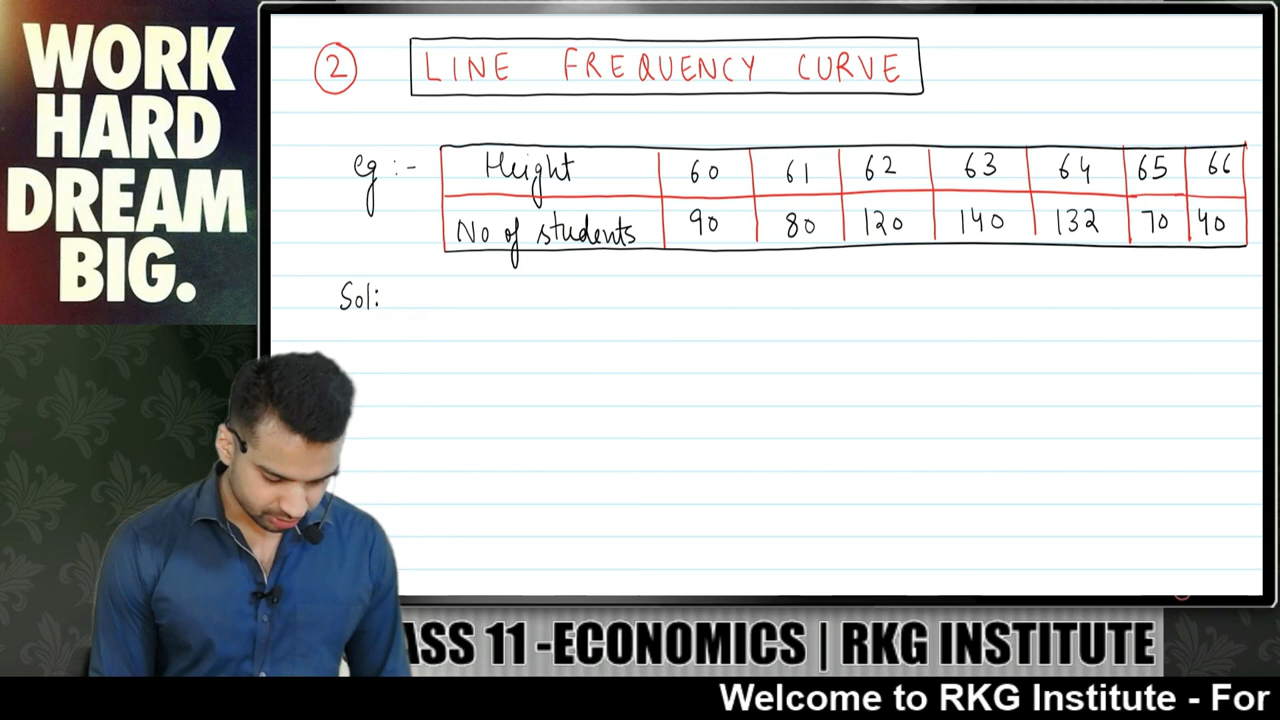 WORK
HARD
DREAM
BIG.
2 LINE FREQUENCY CURVE
eg :- Height 60 61 62 63 64 65 66
No of students 90 80 120 140 132 70 40
Sol:
ASS 11 -ECONOMICS | RKG INSTITUTE
Welcome to RKG Institute - For